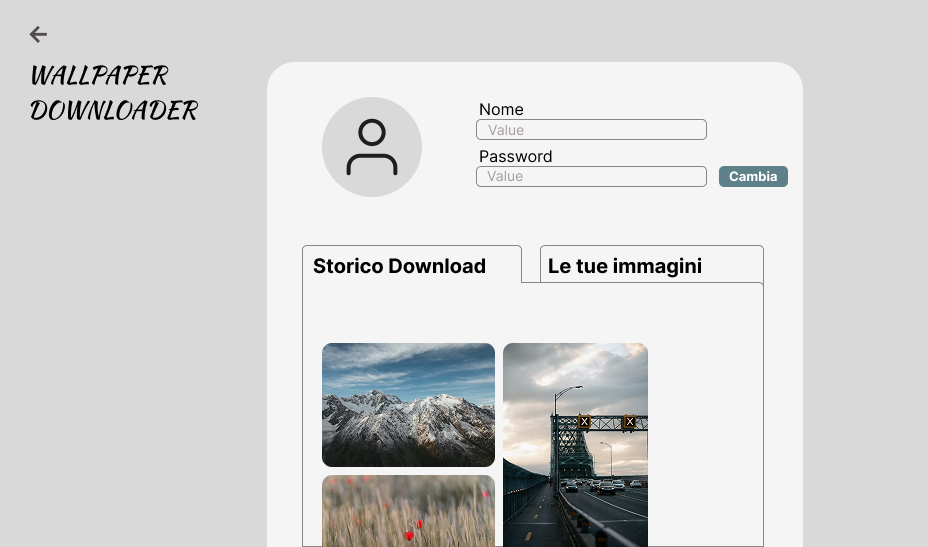 WALLPAPER
DOWNLOADER
Nome
Value
Password
Value
Cambia
Storico Download
Le tue immagini
X X